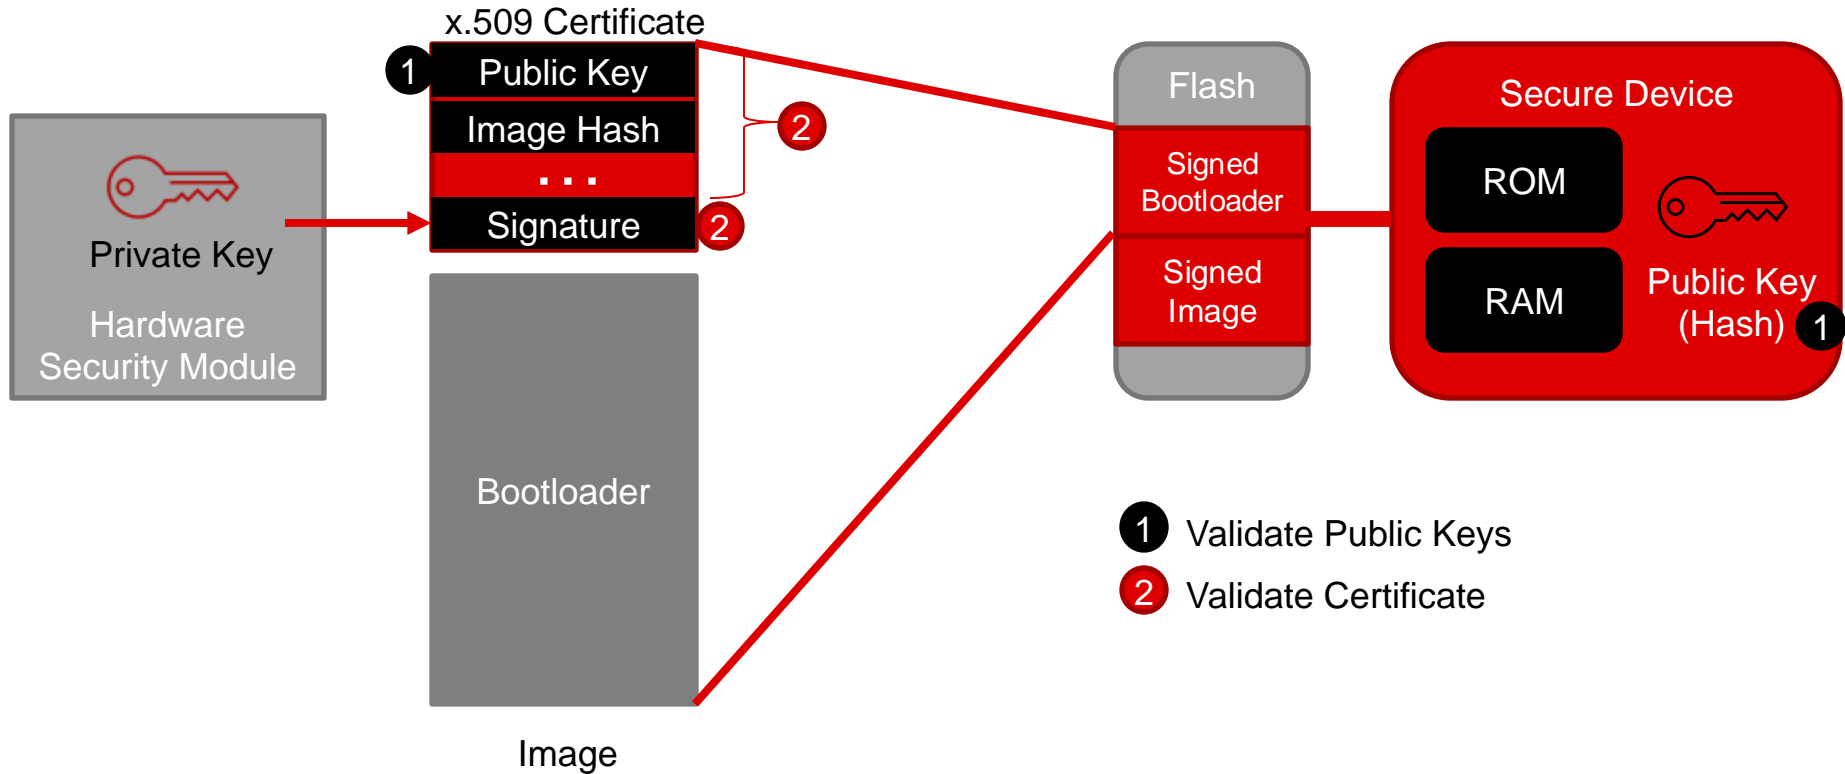 x.509 Certificate
1
Public Key
Image Hash
2
. . .
Signature
2
Private Key
Hardware
Security Module
Bootloader
Image
Flash
Signed
Bootloader
Signed
Image
Secure Device
ROM
RAM
Public Key
(Hash)
1
1 Validate Public Keys
2 Validate Certificate